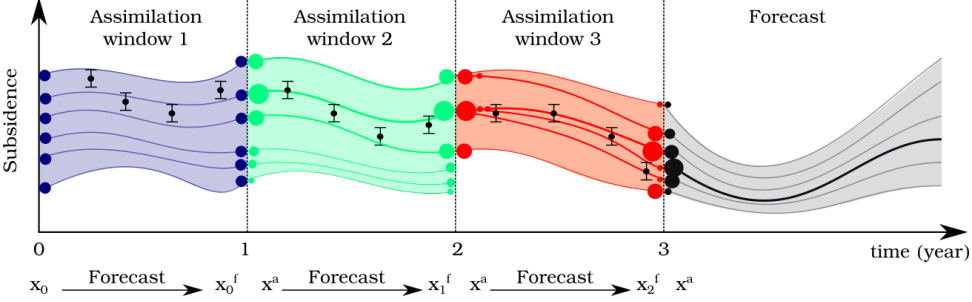 Assimilation
window 1
Assimilation
window 2
Assimilation
window 3
Forecast
Subsidence
0
1
2
3
time (year)
x₀ Forecast x₀ᶠ xᵃ Forecast x₁ᶠ xᵃ Forecast x₂ᶠ xᵃ